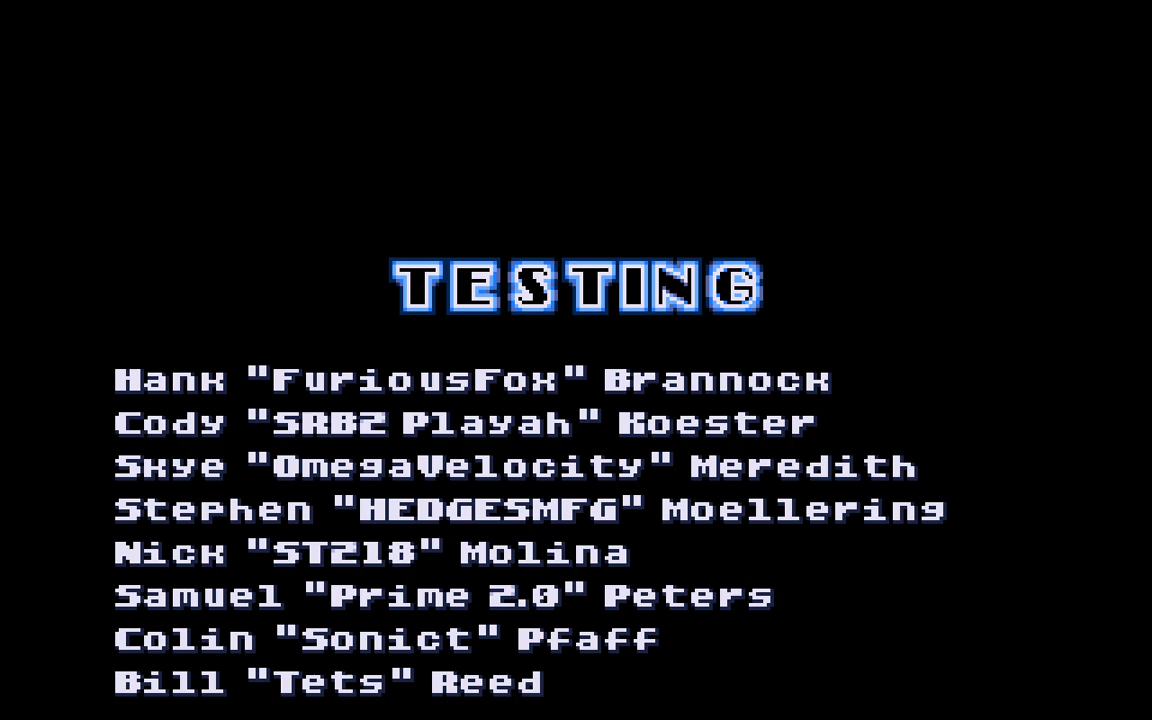 TESTING
Hank "FuriousFox" Brannock
Cody "SRB2 Playah" Koester
Skye "OmegaVelocity" Meredith
Stephen "HEDGESMFG" Moellering
Nick "ST218" Molina
Samuel "Prime 2.0" Peters
Colin "Sonict" Pfaff
Bill "Tets" Reed